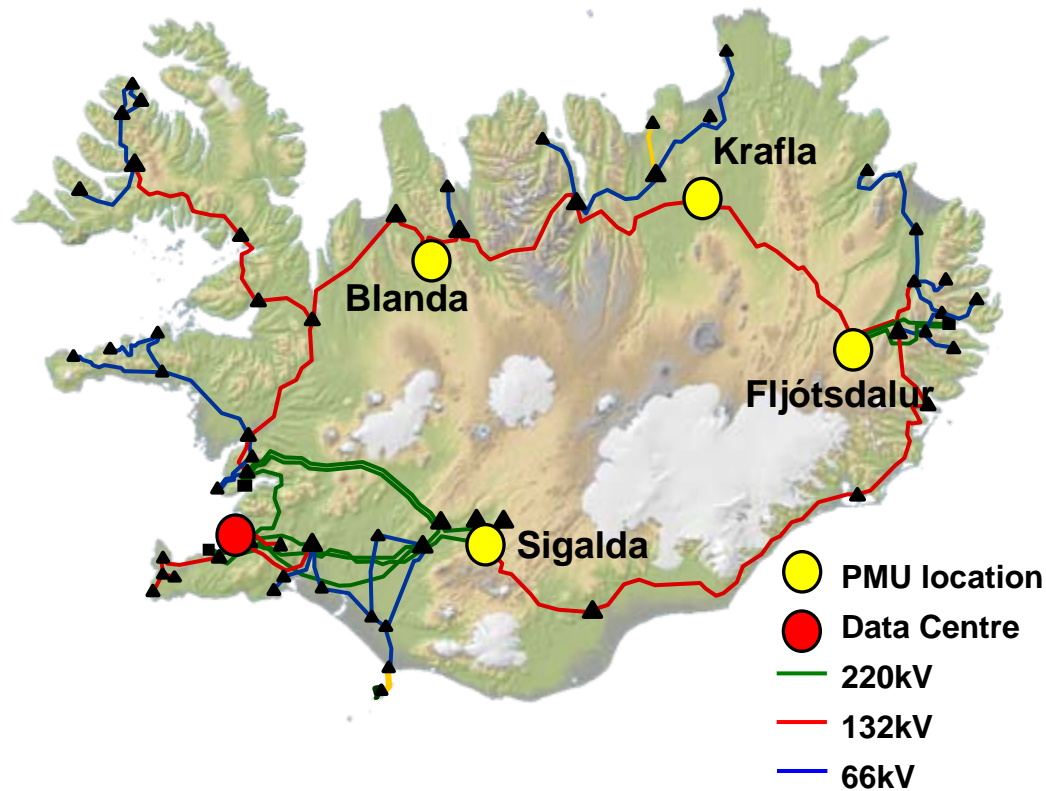 Krafla
Blanda
Fljótsdalur
Sigalda
PMU location
Data Centre
220kV
132kV
66kV